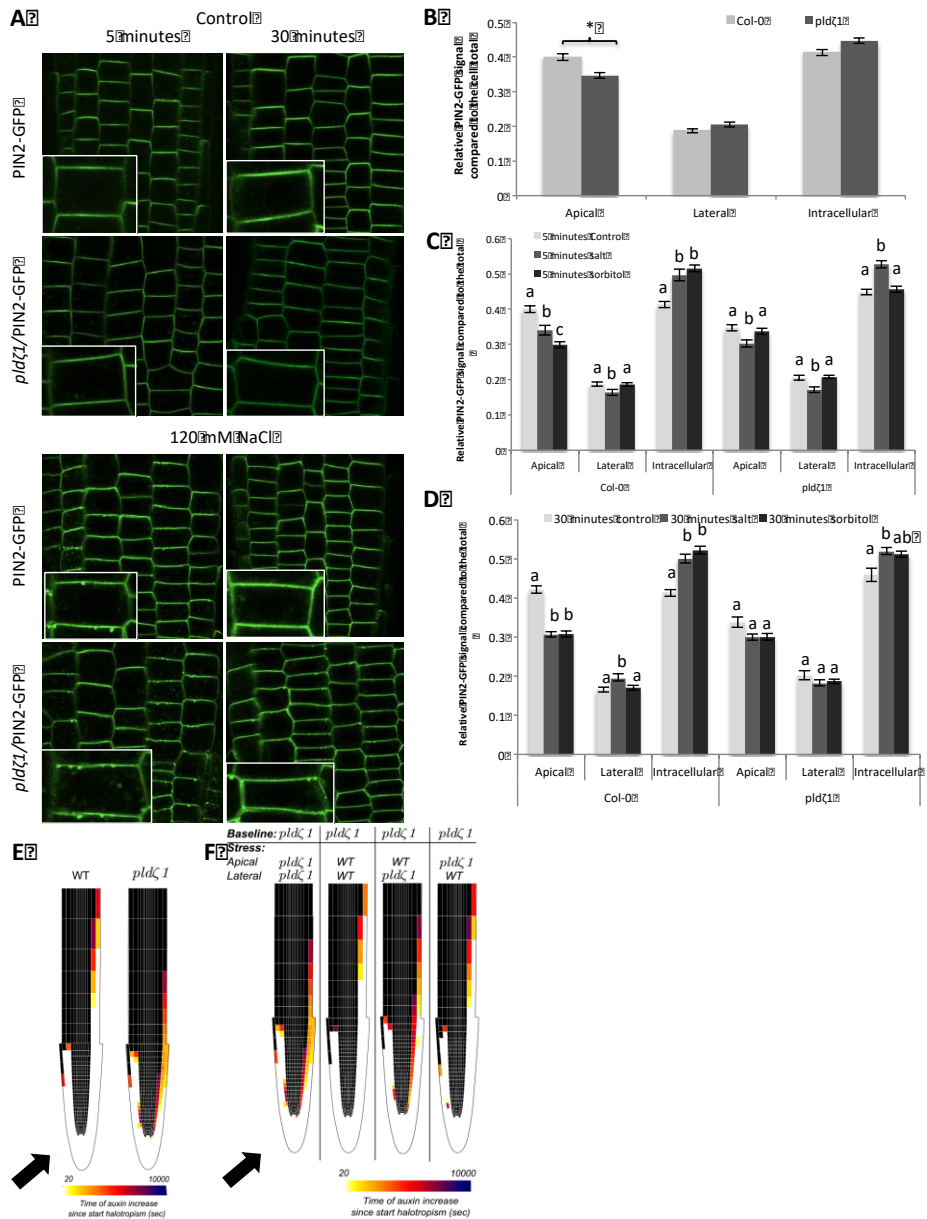 A
Control
5 minutes 30 minutes
PIN2-GFP
pldζ1/PIN2-GFP
120 mM NaCl
PIN2-GFP
pldζ1/PIN2-GFP
B
Col-0 pldζ1
*
Relative PIN2-GFP signal
compared to the cell total
0.5
0.4
0.3
0.2
0.1
0
Apical Lateral Intracellular
C
5 minutes Control
5 minutes salt
5 minutes sorbitol
Relative PIN2-GFP signal compared to the total
0.6
0.5
0.4
0.3
0.2
0.1
0
a b c a b a a b b a b a a b a a b a
Apical Lateral Intracellular Apical Lateral Intracellular
Col-0 pldζ1
D
30 minutes control 30 minutes salt 30 minutes sorbitol
Relative PIN2-GFP signal compared to the total
0.6
0.5
0.4
0.3
0.2
0.1
0
a b b a b a a b b a a a a a a a b ab
Apical Lateral Intracellular Apical Lateral Intracellular
Col-0 pldζ1
E
WT pldζ 1
20 10000
Time of auxin increase
since start halotropism (sec)
F
Baseline: pldζ 1 pldζ 1 pldζ 1 pldζ 1
Stress:
Apical pldζ 1 WT WT pldζ 1
Lateral pldζ 1 WT pldζ 1 WT
20 10000
Time of auxin increase
since start halotropism (sec)